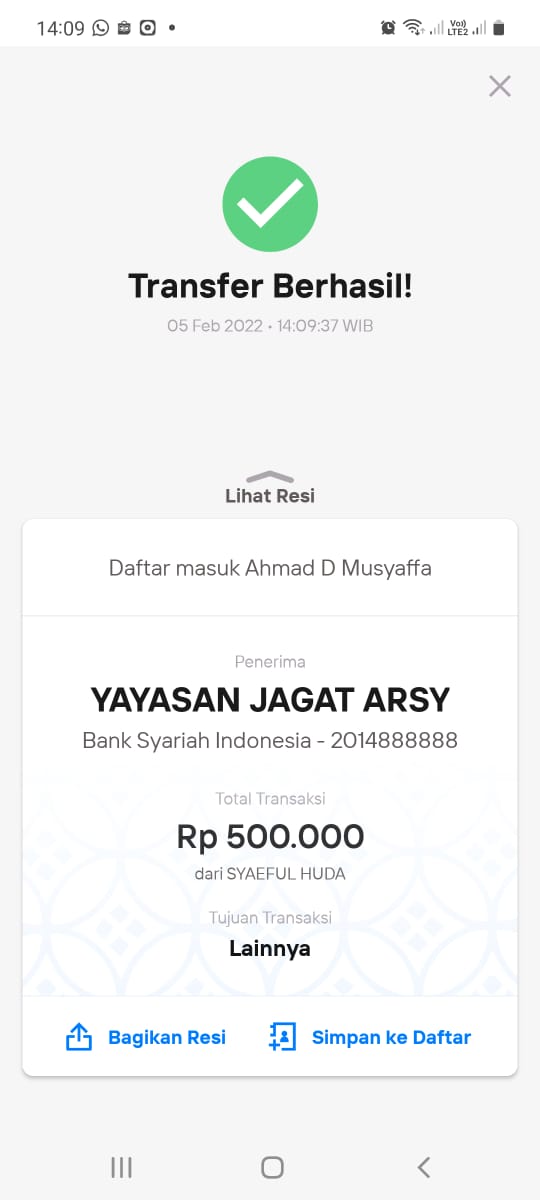 14:09
Vo))
LTE2
Transfer Berhasil!
05 Feb 2022 • 14:09:37 WIB
Lihat Resi
Daftar masuk Ahmad D Musyaffa
Penerima
YAYASAN JAGAT ARSY
Bank Syariah Indonesia - 2014888888
Total Transaksi
Rp 500.000
dari SYAEFUL HUDA
Tujuan Transaksi
Lainnya
Bagikan Resi
Simpan ke Daftar